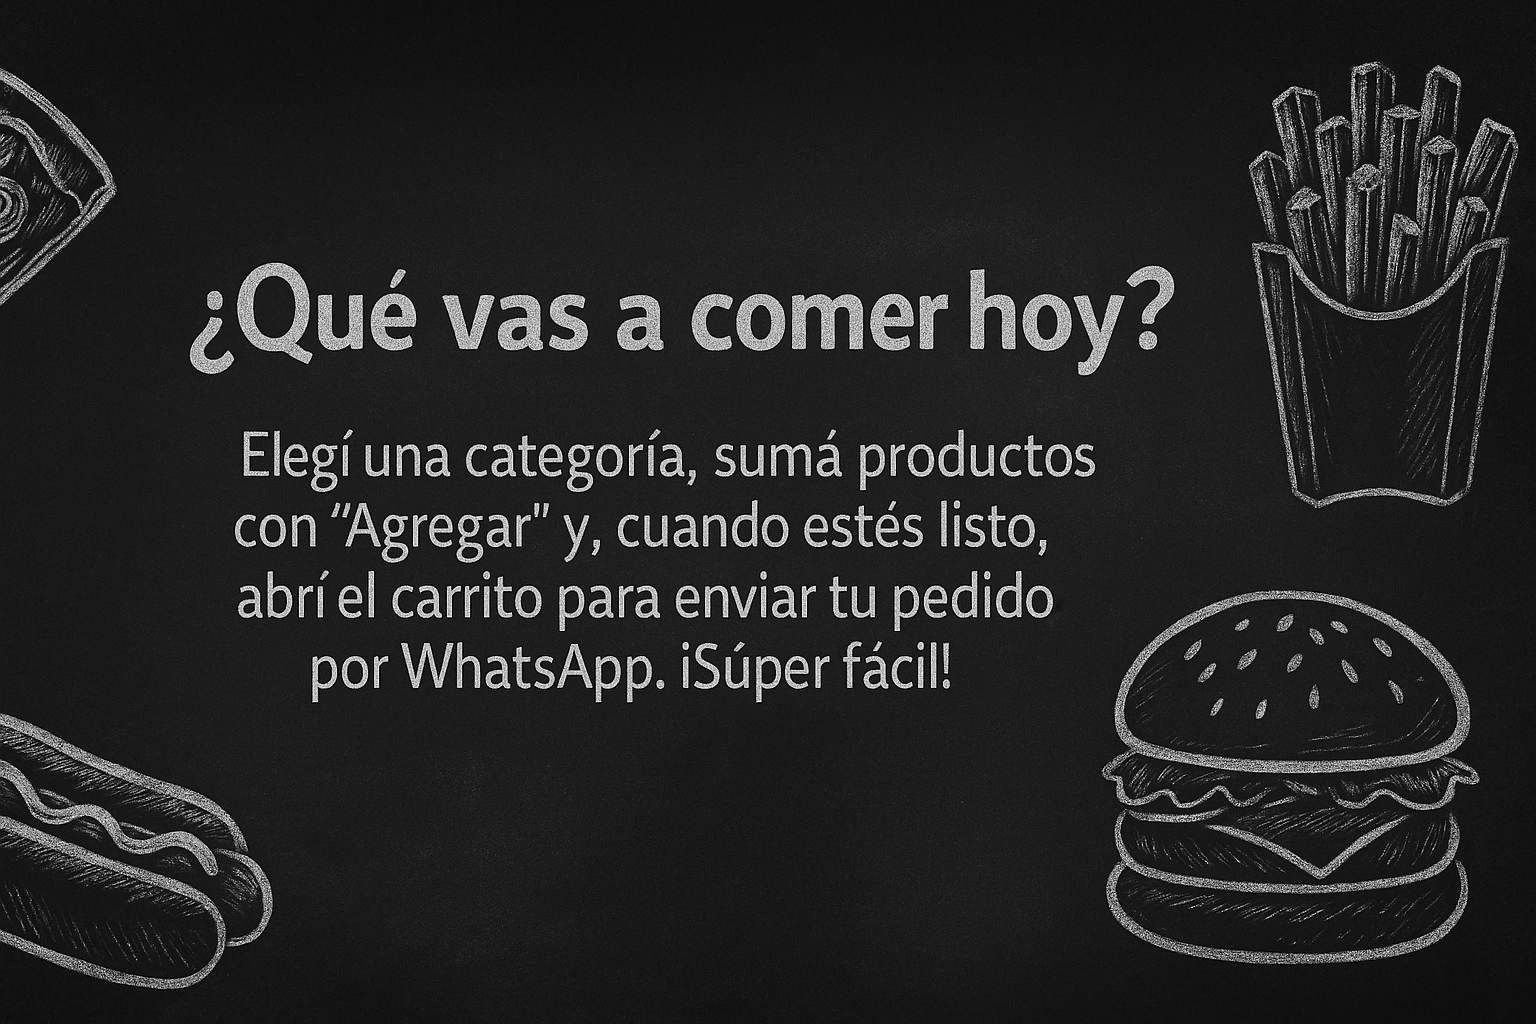 ¿Qué vas a comer hoy?
Elegí una categoría, sumá productos
con “Agregar” y, cuando estés listo,
abrí el carrito para enviar tu pedido
por WhatsApp. ¡Súper fácil!